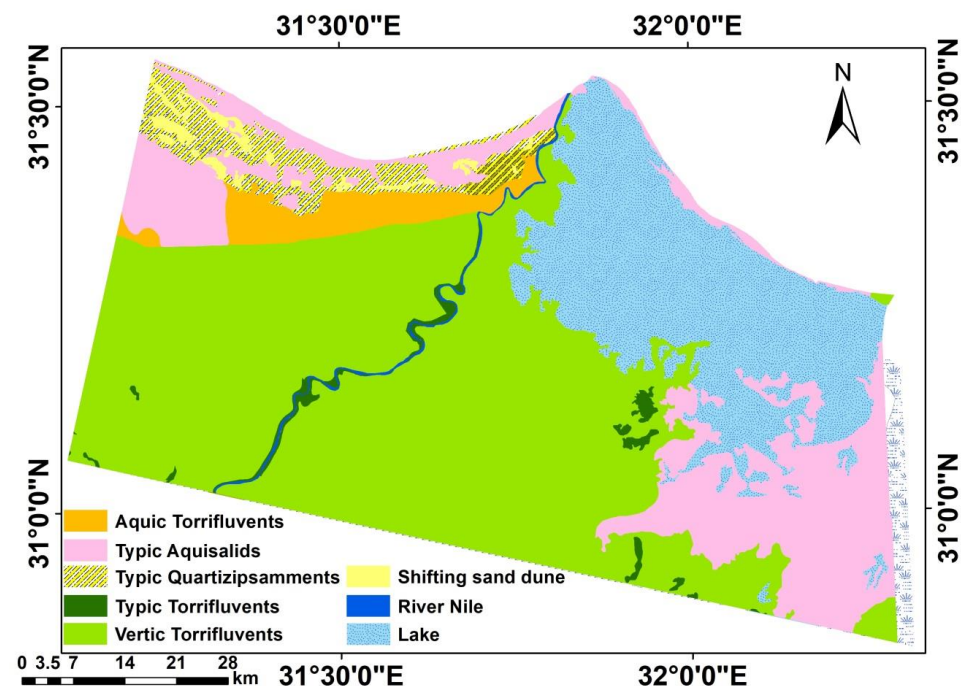 31°30'0"E 32°0'0"E
N
31°30'0"N 31°30'0"N
31°0'0"N 31°0'0"N
Aquic Torrifluvents
Typic Aquisalids
Typic Quartizipsamments Shifting sand dune
Typic Torrifluvents River Nile
Vertic Torrifluvents Lake
0 3.5 7 14 21 28
km
31°30'0"E 32°0'0"E